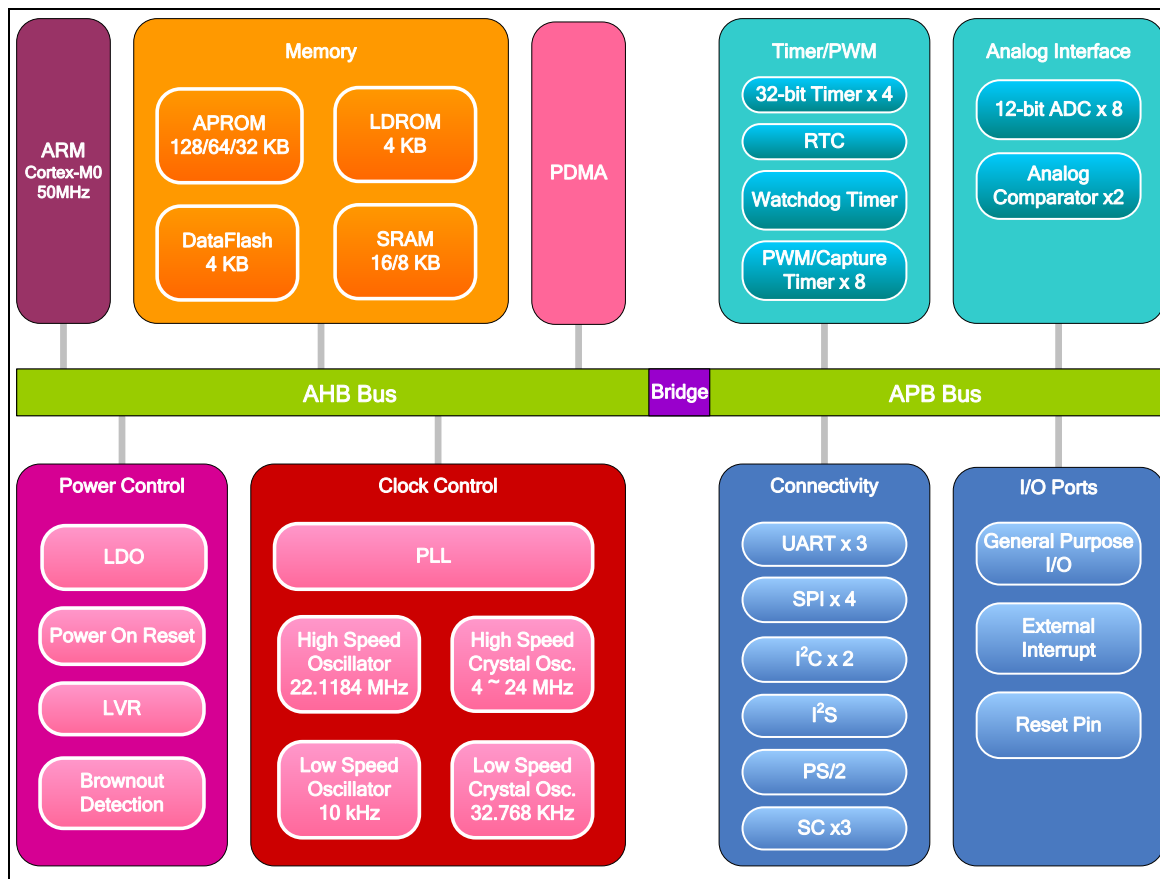 ARM
Cortex-M0
50MHz
Memory
APROM
128/64/32 KB
LDROM
4 KB
DataFlash
4 KB
SRAM
16/8 KB
PDMA
Timer/PWM
32-bit Timer x 4
RTC
Watchdog Timer
PWM/Capture
Timer x 8
Analog Interface
12-bit ADC x 8
Analog
Comparator x2
AHB Bus
Bridge
APB Bus
Power Control
LDO
Power On Reset
LVR
Brownout
Detection
Clock Control
PLL
High Speed
Oscillator
22.1184 MHz
High Speed
Crystal Osc.
4 ~ 24 MHz
Low Speed
Oscillator
10 kHz
Low Speed
Crystal Osc.
32.768 KHz
Connectivity
UART x 3
SPI x 4
I²C x 2
I²S
PS/2
SC x3
I/O Ports
General Purpose
I/O
External
Interrupt
Reset Pin